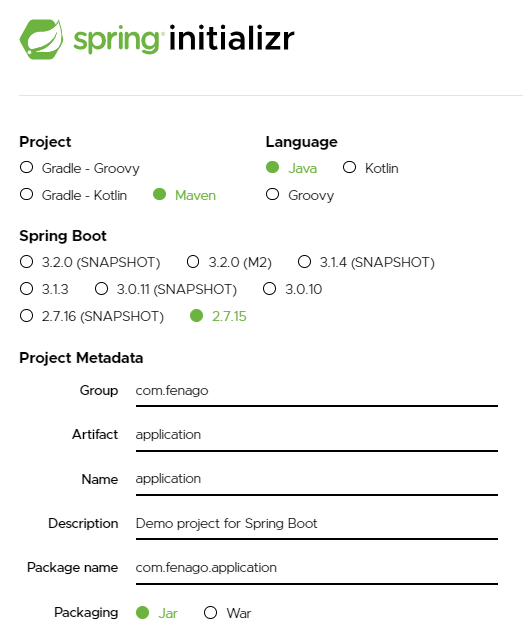 spring initializr
Project
Language
Gradle - Groovy
Java Kotlin
Gradle - Kotlin Maven
Groovy
Spring Boot
3.2.0 (SNAPSHOT) 3.2.0 (M2) 3.1.4 (SNAPSHOT)
3.1.3 3.0.11 (SNAPSHOT) 3.0.10
2.7.16 (SNAPSHOT) 2.7.15
Project Metadata
Group com.fenago
Artifact application
Name application
Description Demo project for Spring Boot
Package name com.fenago.application
Packaging Jar War